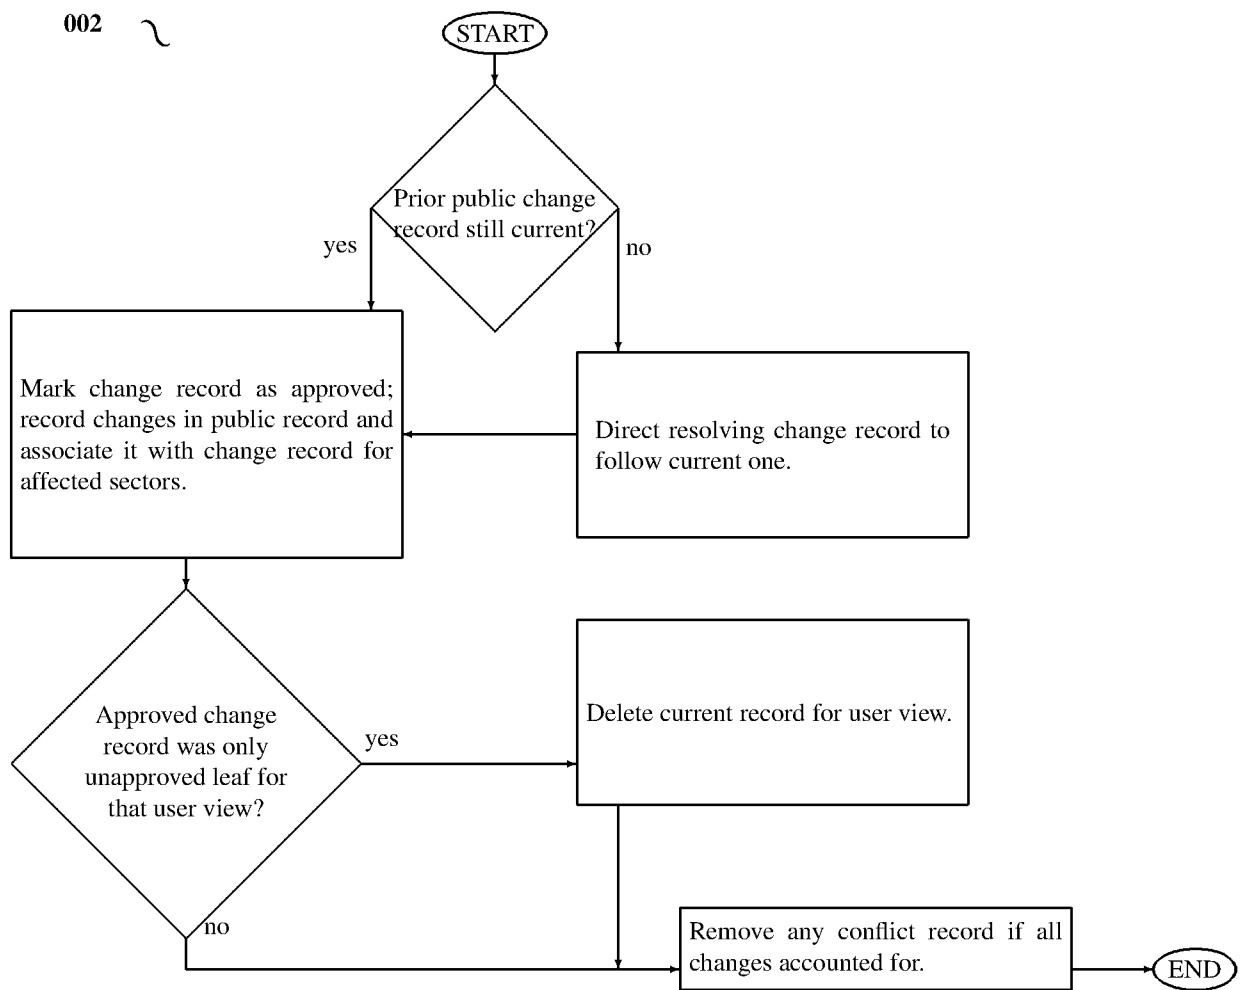 002
START
Prior public change
record still current?
yes
no
Mark change record as approved;
record changes in public record and
associate it with change record for
affected sectors.
Direct resolving change record to
follow current one.
Approved change
record was only
unapproved leaf for
that user view?
yes
Delete current record for user view.
no
Remove any conflict record if all
changes accounted for.
END